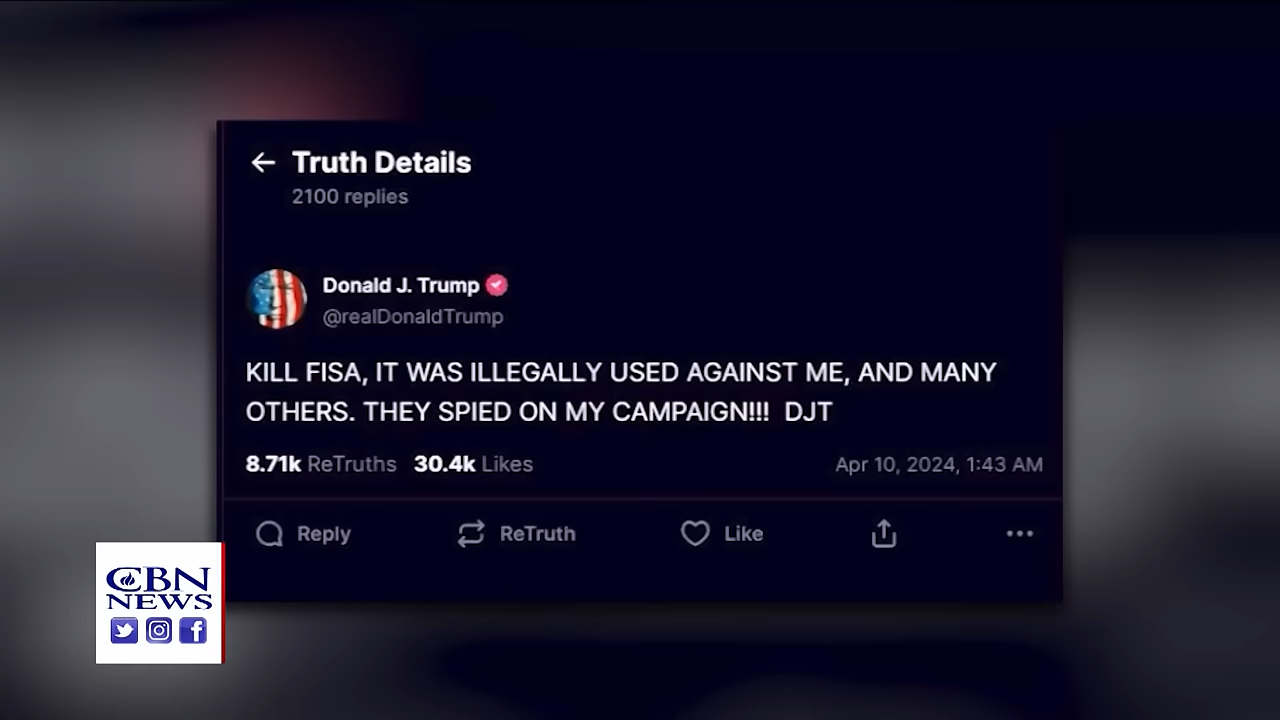 Truth Details
2100 replies
Donald J. Trump
@realDonaldTrump
KILL FISA, IT WAS ILLEGALLY USED AGAINST ME, AND MANY
OTHERS. THEY SPIED ON MY CAMPAIGN!!! DJT
8.71k ReTruths 30.4k Likes
Apr 10, 2024, 1:43 AM
Reply
ReTruth
Like
CBN
NEWS